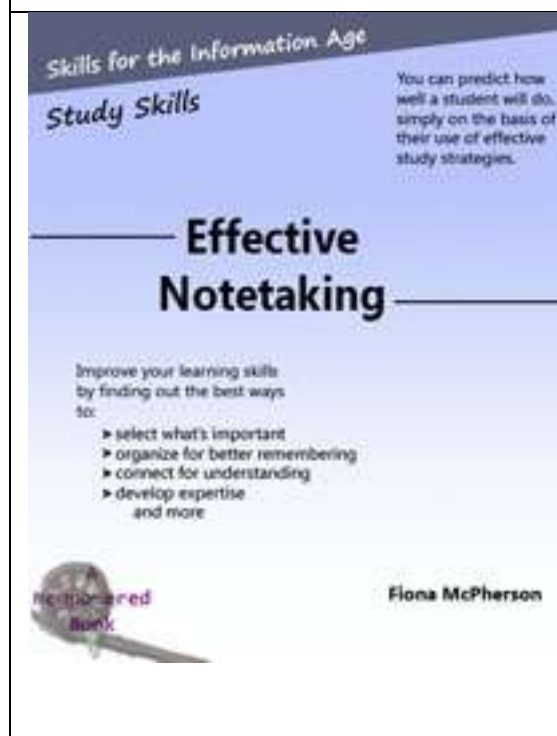 Skills for the Information Age
Study Skills
You can predict how
well a student will do,
simply on the basis of
their use of effective
study strategies.
Effective
Notetaking
Improve your learning skills
by finding out the best ways
to:
➤ select what's important
➤ organize for better remembering
➤ connect for understanding
➤ develop expertise
and more
A
Book
Fiona McPherson